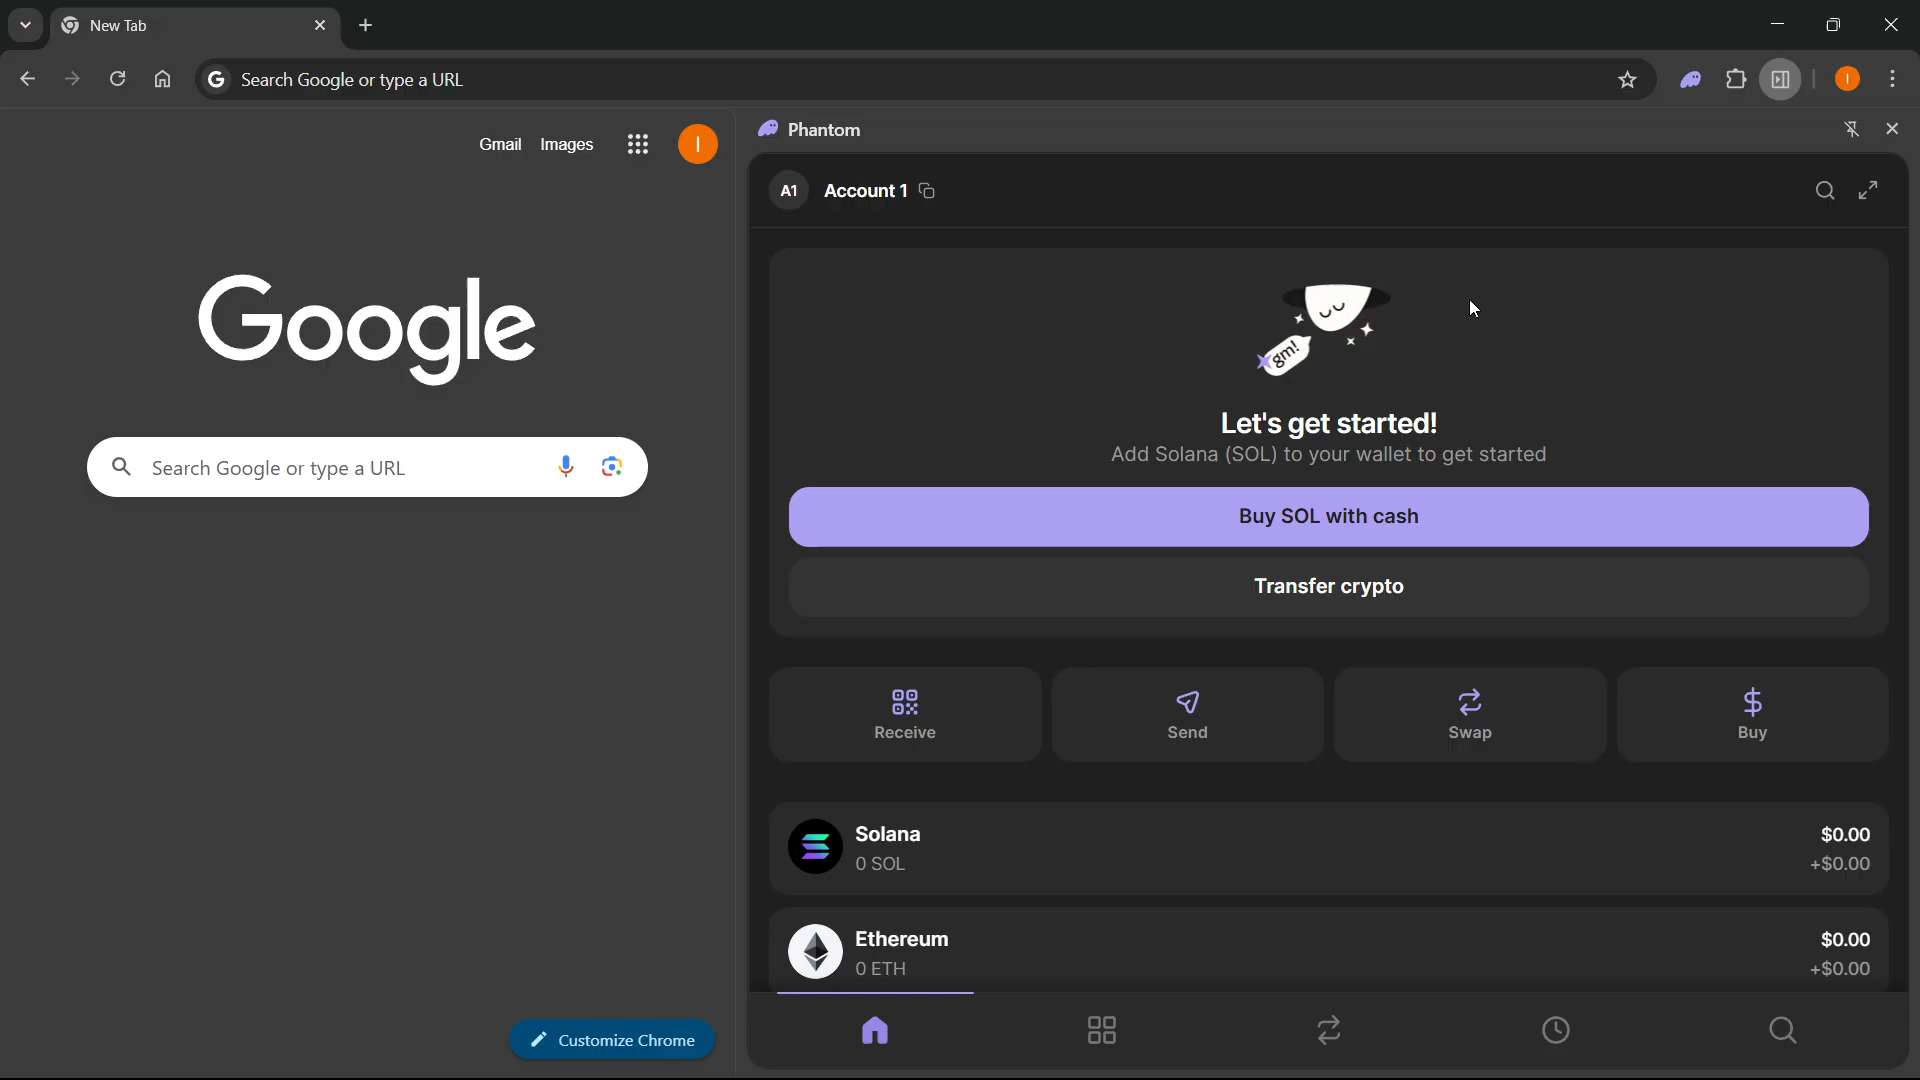 New Tab
Search Google or type a URL
I
Gmail Images
I
Google
Search Google or type a URL
Customize Chrome
Phantom
A1 Account 1
gm!
Let's get started!
Add Solana (SOL) to your wallet to get started
Buy SOL with cash
Transfer crypto
Receive
Send
Swap
Buy
Solana $0.00
0 SOL +$0.00
Ethereum $0.00
0 ETH +$0.00